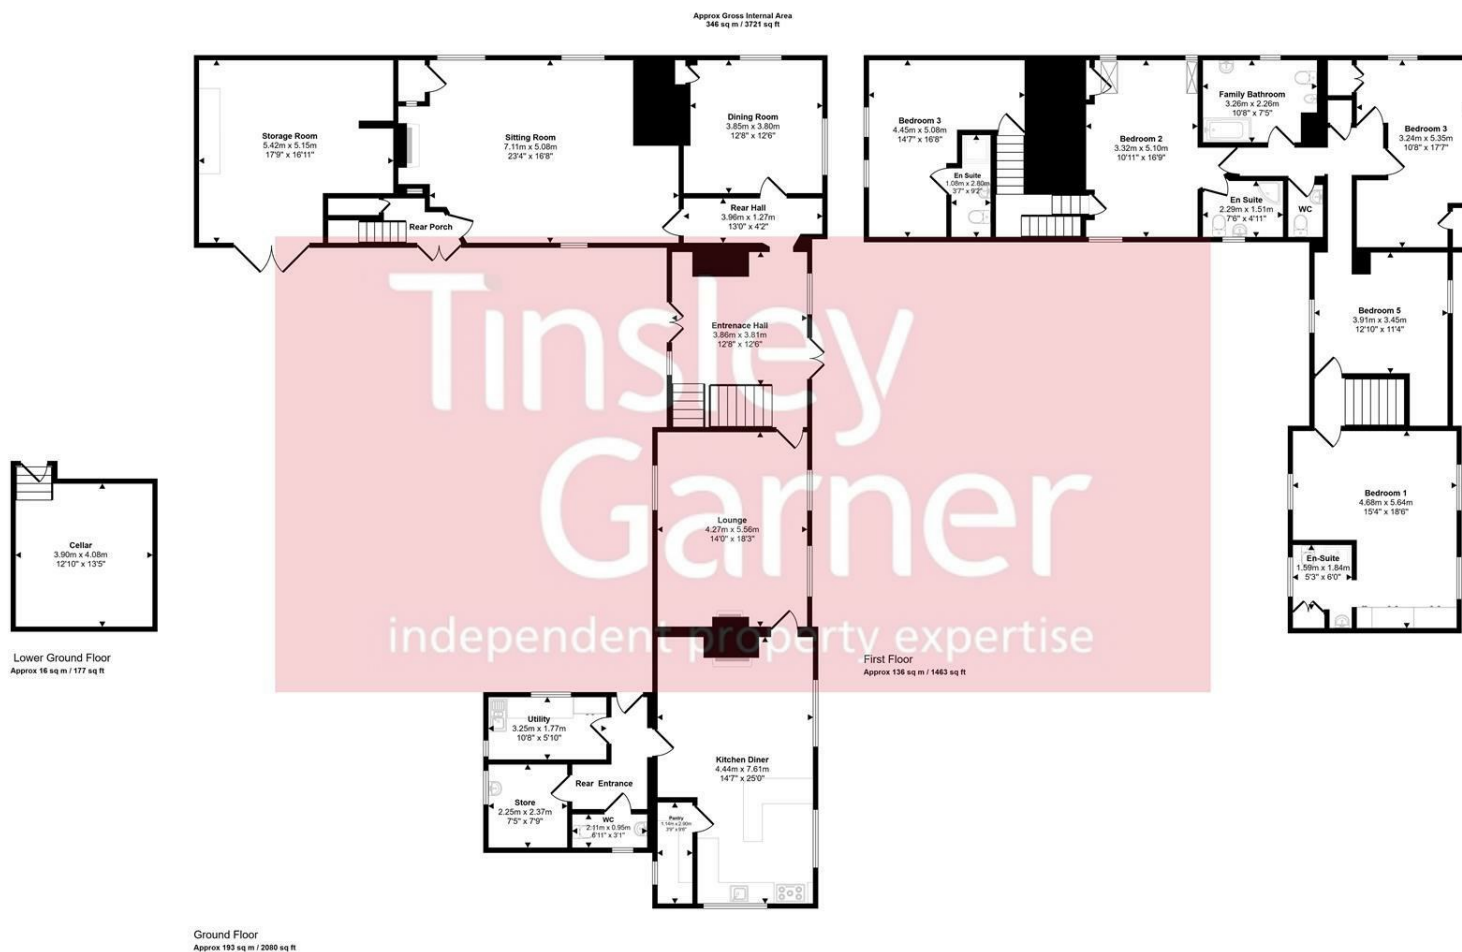 Approx Gross Internal Area
346 sq m / 3721 sq ft
Storage Room
5.42m x 5.15m
17'9" x 16'11"
Sitting Room
7.11m x 5.08m
23'4" x 16'8"
Dining Room
3.85m x 3.80m
12'8" x 12'6"
Rear Hall
3.96m x 1.27m
13'0" x 4'2"
Rear Porch
Bedroom 3
4.45m x 5.08m
14'7" x 16'8"
En Suite
1.08m x 2.80m
3'7" x 9'2"
Bedroom 2
3.32m x 5.10m
10'11" x 16'9"
Family Bathroom
3.26m x 2.26m
10'8" x 7'5"
Bedroom 3
3.24m x 5.35m
10'8" x 17'7"
En Suite
2.29m x 1.51m
7'6" x 4'11"
WC
Entrenace Hall
3.86m x 3.81m
12'8" x 12'6"
Bedroom 5
3.91m x 3.45m
12'10" x 11'4"
Tinsley
Garner
independent property expertise
Lounge
4.27m x 5.56m
14'0" x 18'3"
Bedroom 1
4.68m x 5.64m
15'4" x 18'6"
En-Suite
1.59m x 1.84m
5'3" x 6'0"
Cellar
3.90m x 4.08m
12'10" x 13'5"
Lower Ground Floor
Approx 16 sq m / 177 sq ft
First Floor
Approx 136 sq m / 1463 sq ft
Utility
3.25m x 1.77m
10'8" x 5'10"
Rear Entrance
Store
2.25m x 2.37m
7'5" x 7'9"
WC
2.11m x 0.95m
6'11" x 3'1"
Kitchen Diner
4.44m x 7.61m
14'7" x 25'0"
Pantry
1.14m x 2.90m
3'9" x 9'6"
Ground Floor
Approx 193 sq m / 2080 sq ft